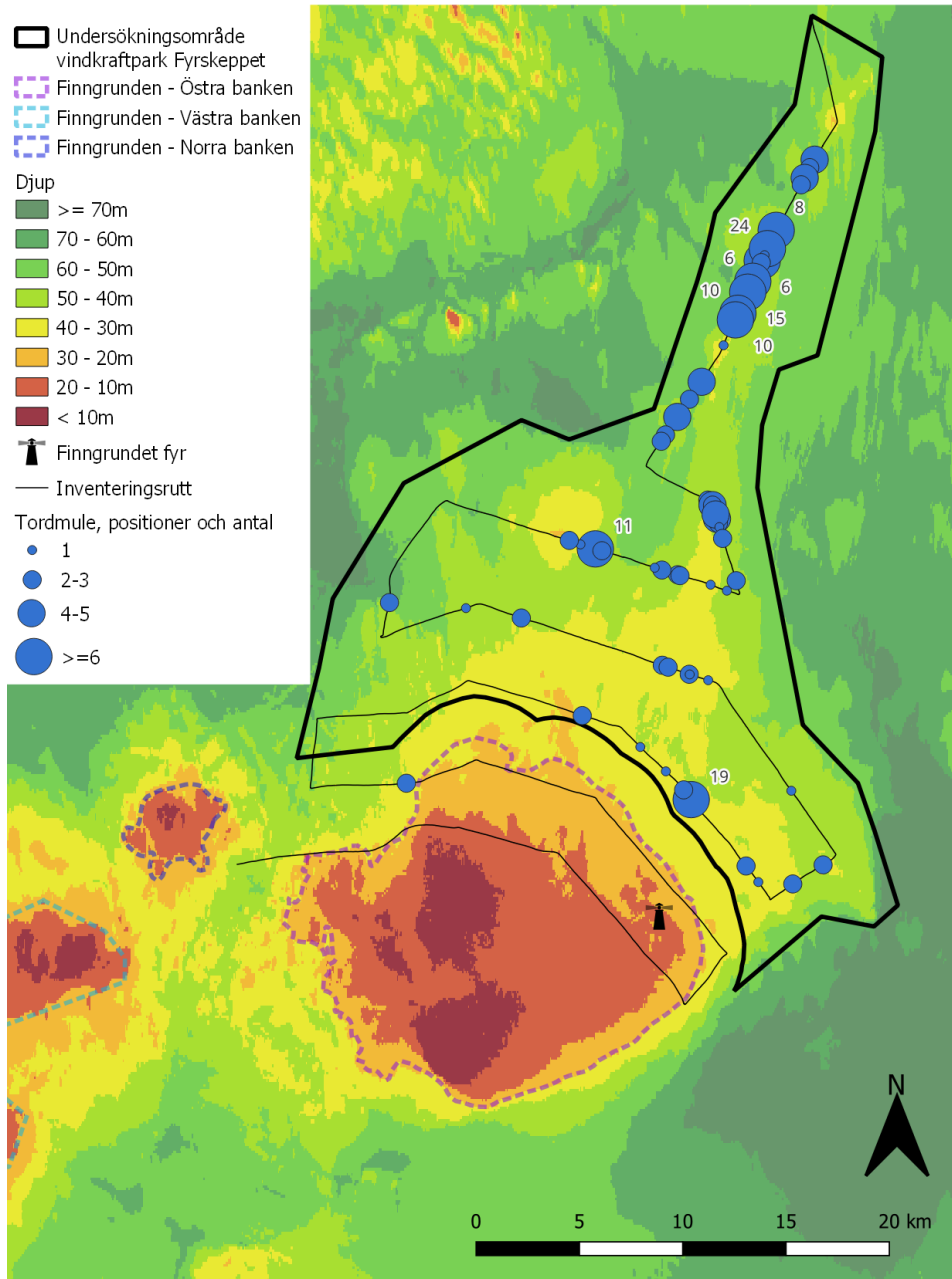 Undersökningsområde
vindkraftpark Fyrskeppet
Finngrunden - Östra banken
Finngrunden - Västra banken
Finngrunden - Norra banken
Djup
>= 70m
70 - 60m
60 - 50m
50 - 40m
40 - 30m
30 - 20m
20 - 10m
< 10m
Finngrundet fyr
Inventeringsrutt
Tordmule, positioner och antal
1
2-3
4-5
>=6
8
24
6
6
10
15
10
11
19
N
0 5 10 15 20 km